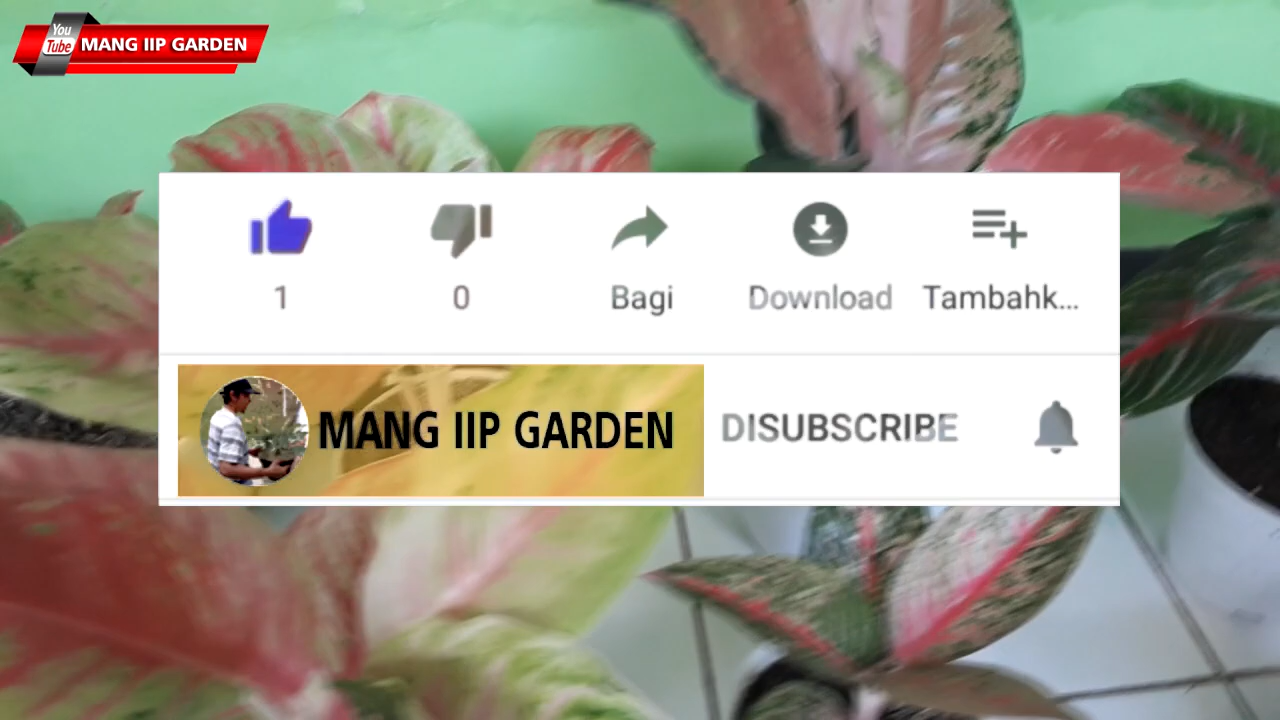 You
Tube MANG IIP GARDEN
1 0 Bagi Download Tambahk...
MANG IIP GARDEN DISUBSCRIBE